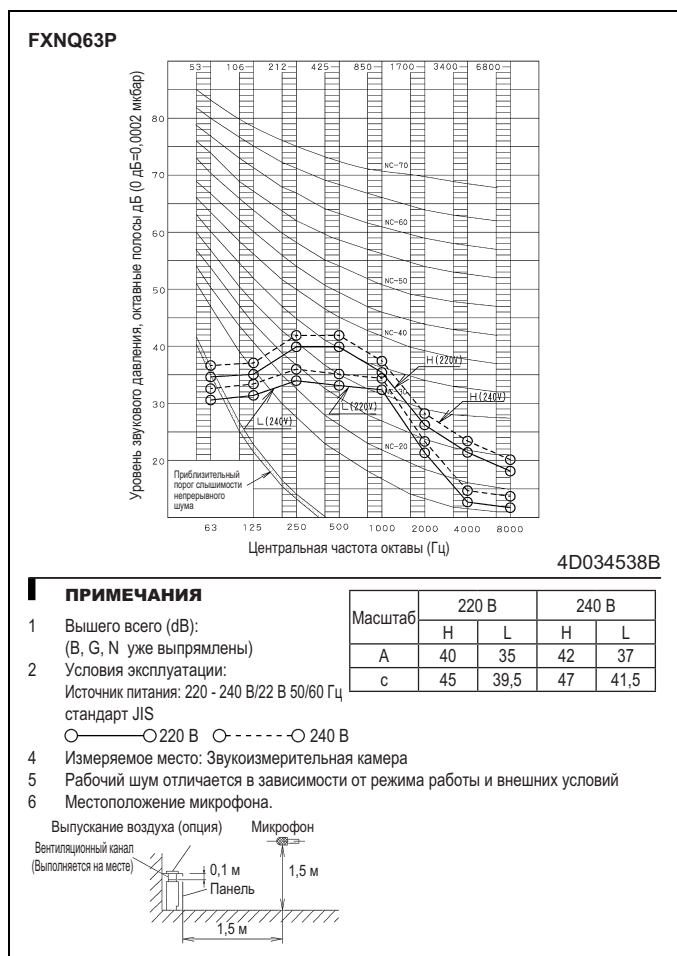 FXNQ63P
53 106 212 425 850 1700 3400 6800
Уровень звукового давления, октавные полосы дБ (0 дБ=0,0002 мкбар)
80
70
60
50
40
30
20
NC-70
NC-60
NC-50
NC-40
NC-20
H(220V)
H(240V)
L(220V)
L(240V)
Приблизительный
порог слышимости
непрерывного
шума
63 125 250 500 1000 2000 4000 8000
Центральная частота октавы (Гц)
4D034538B
ПРИМЕЧАНИЯ
1 Вышего всего (dB):
(B, G, N уже выпрямлены)
2 Условия эксплуатации:
Источник питания: 220 - 240 В/22 В 50/60 Гц
стандарт JIS
220 В 240 В
Масштаб 220 В 240 В
H L H L
A 40 35 42 37
c 45 39,5 47 41,5
4 Измеряемое место: Звукоизмерительная камера
5 Рабочий шум отличается в зависимости от режима работы и внешних условий
6 Местоположение микрофона.
Выпускание воздуха (опция) Микрофон
Вентиляционный канал
(Выполняется на месте)
0,1 м
Панель
1,5 м
1,5 м